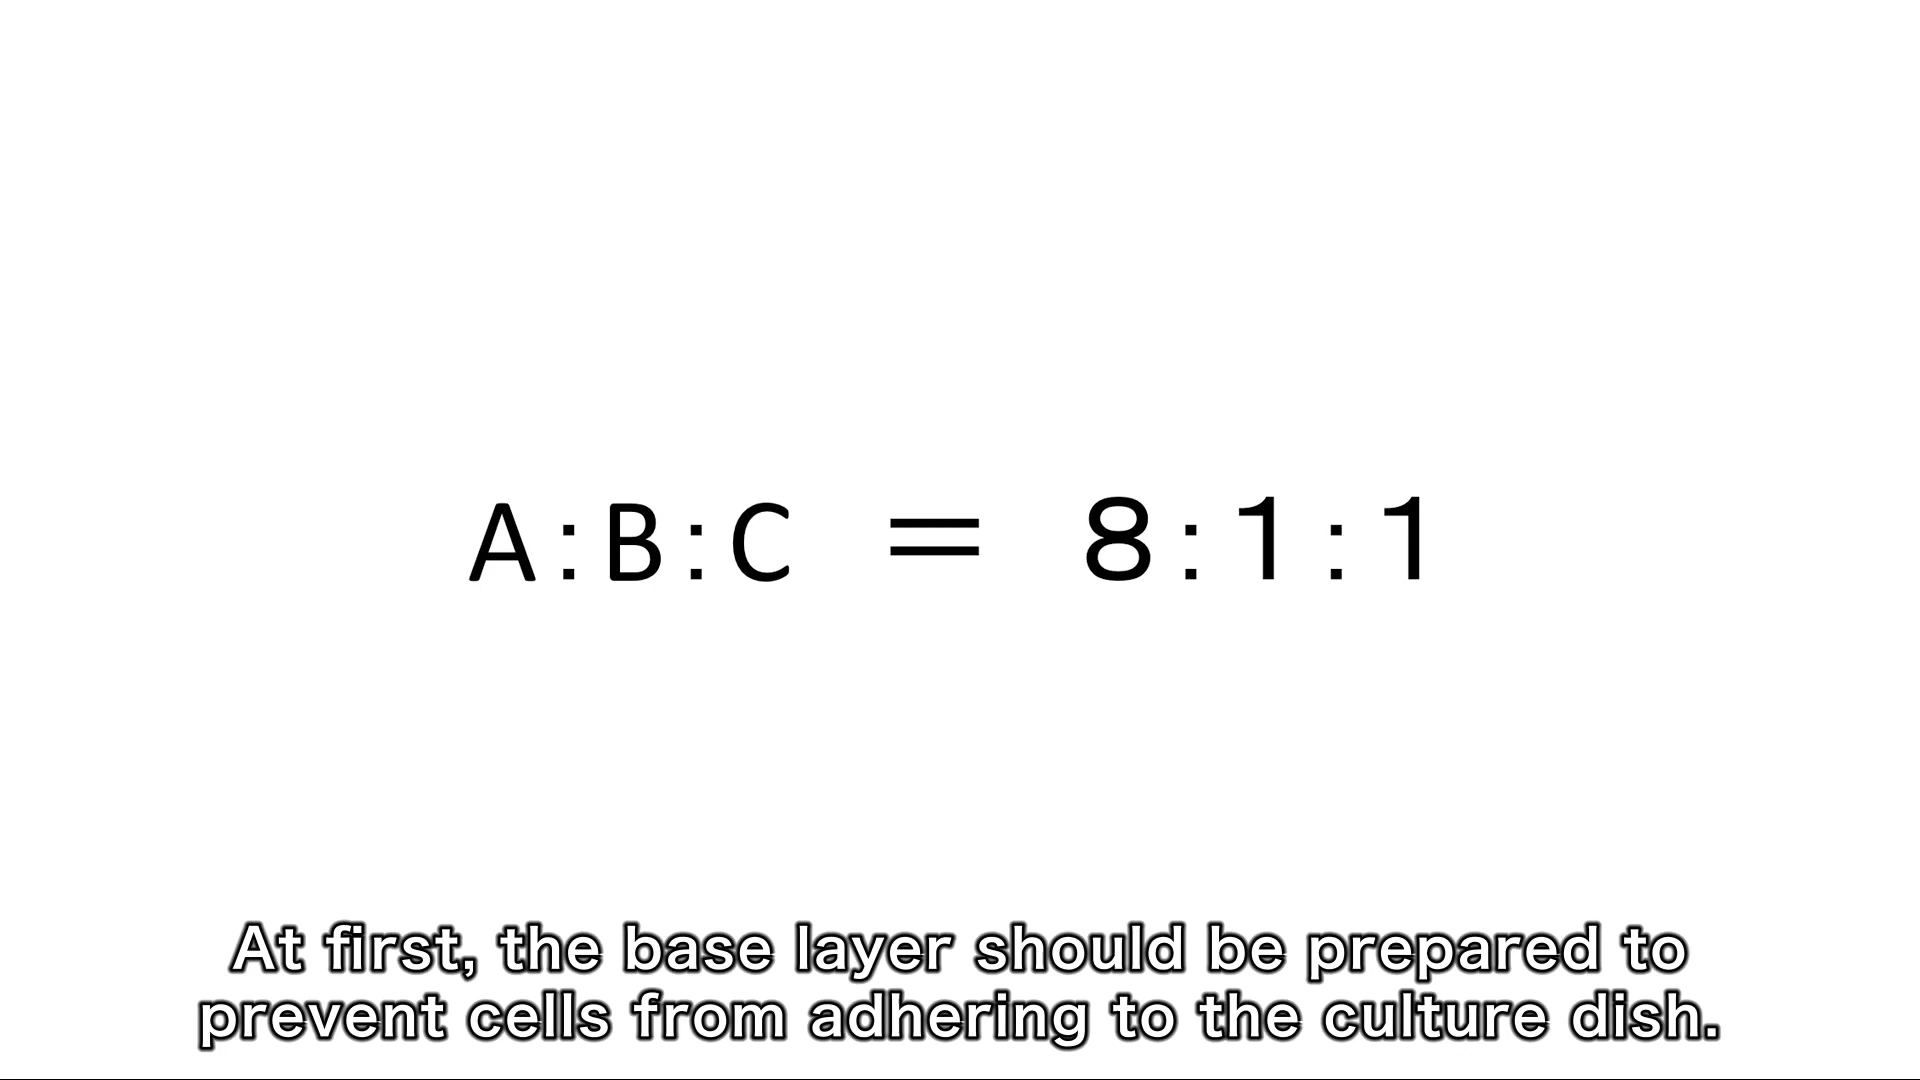 A:B:C = 8:1:1
At first, the base layer should be prepared to
prevent cells from adhering to the culture dish.